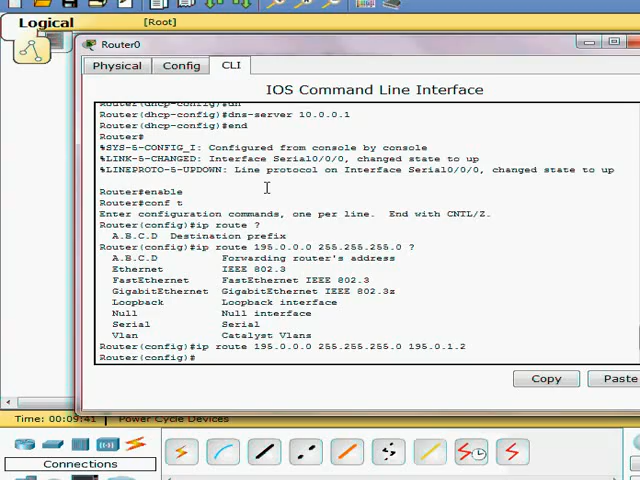 Logical
[Root]
Router0
Physical
Config
CLI
IOS Command Line Interface
Router(dhcp-config)#dn
Router(dhcp-config)#dns-server 10.0.0.1
Router(dhcp-config)#end
Router#
%SYS-5-CONFIG_I: Configured from console by console
%LINK-5-CHANGED: Interface Serial0/0/0, changed state to up
%LINEPROTO-5-UPDOWN: Line protocol on Interface Serial0/0/0, changed state to up
Router#enable
Router#conf t
Enter configuration commands, one per line.  End with CNTL/Z.
Router(config)#ip route ?
A.B.C.D  Destination prefix
Router(config)#ip route 195.0.0.0 255.255.255.0 ?
A.B.C.D          Forwarding router's address
Ethernet         IEEE 802.3
FastEthernet     FastEthernet IEEE 802.3
GigabitEthernet  GigabitEthernet IEEE 802.3z
Loopback         Loopback interface
Null             Null interface
Serial           Serial
Vlan             Catalyst Vlans
Router(config)#ip route 195.0.0.0 255.255.255.0 195.0.1.2
Router(config)#
Copy
Paste
Time: 00:09:41
Power Cycle Devices
Connections